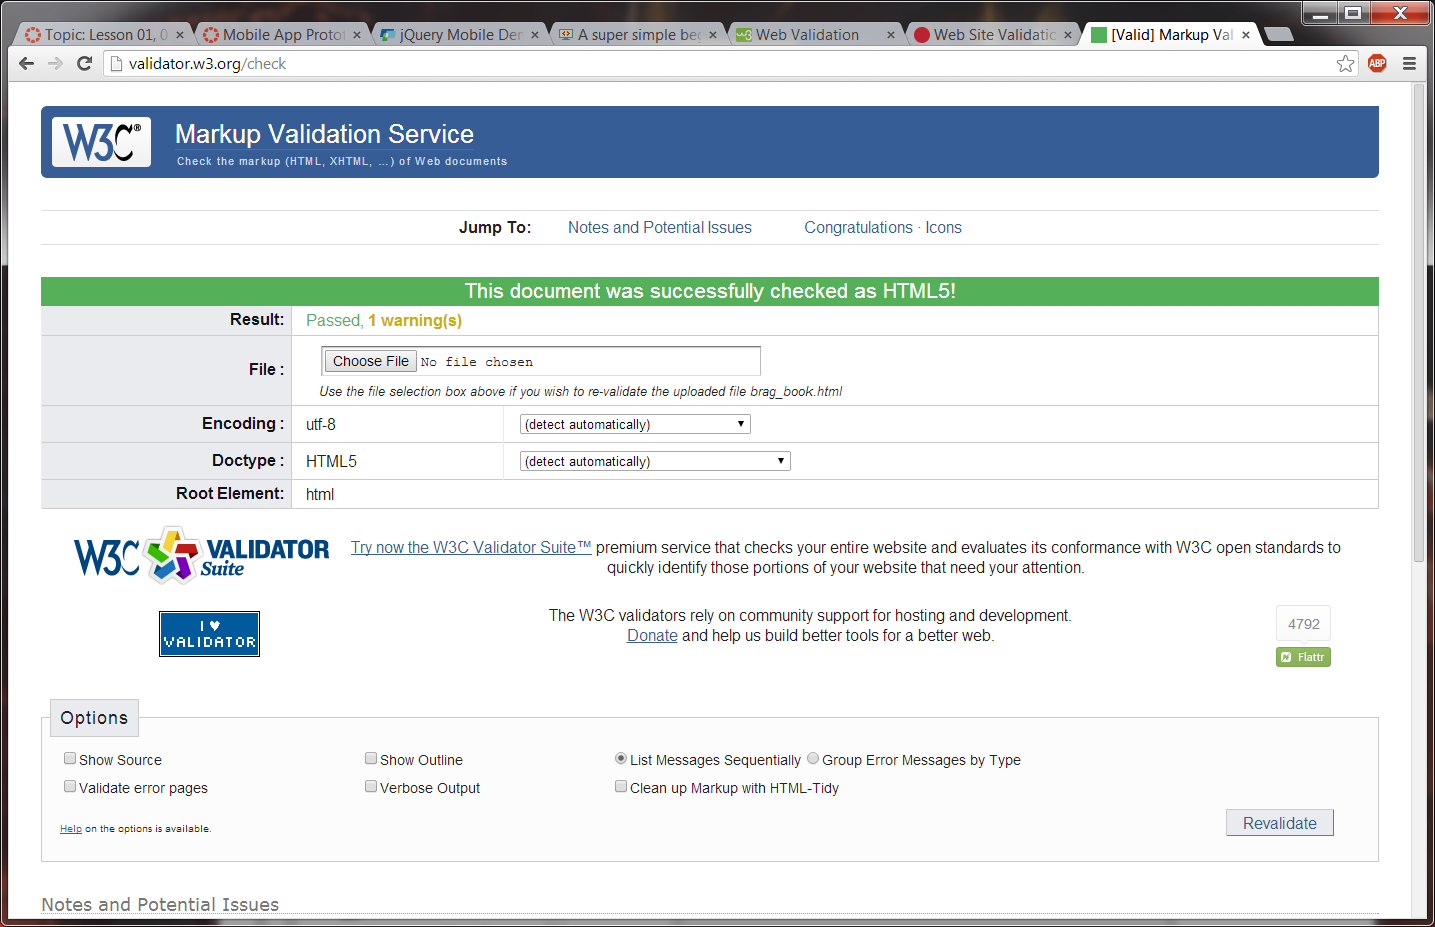 Topic: Lesson 01, 0
Mobile App Proto
jQuery Mobile Der
A super simple be
Web Validation
Web Site Validatic
[Valid] Markup Val
validator.w3.org/check
ABP
W3C®
Markup Validation Service
Check the markup (HTML, XHTML, …) of Web documents
Jump To: Notes and Potential Issues Congratulations · Icons
This document was successfully checked as HTML5!
Result: Passed, 1 warning(s)
File : Choose File No file chosen
Use the file selection box above if you wish to re-validate the uploaded file brag_book.html
Encoding : utf-8 (detect automatically)
Doctype : HTML5 (detect automatically)
Root Element: html
W3C VALIDATOR Suite
Try now the W3C Validator Suite™ premium service that checks your entire website and evaluates its conformance with W3C open standards to
quickly identify those portions of your website that need your attention.
I ♥
VALIDATOR
The W3C validators rely on community support for hosting and development.
Donate and help us build better tools for a better web.
4792
Flattr
Options
Show Source Show Outline List Messages Sequentially Group Error Messages by Type
Validate error pages Verbose Output Clean up Markup with HTML-Tidy
Help on the options is available.
Revalidate
Notes and Potential Issues